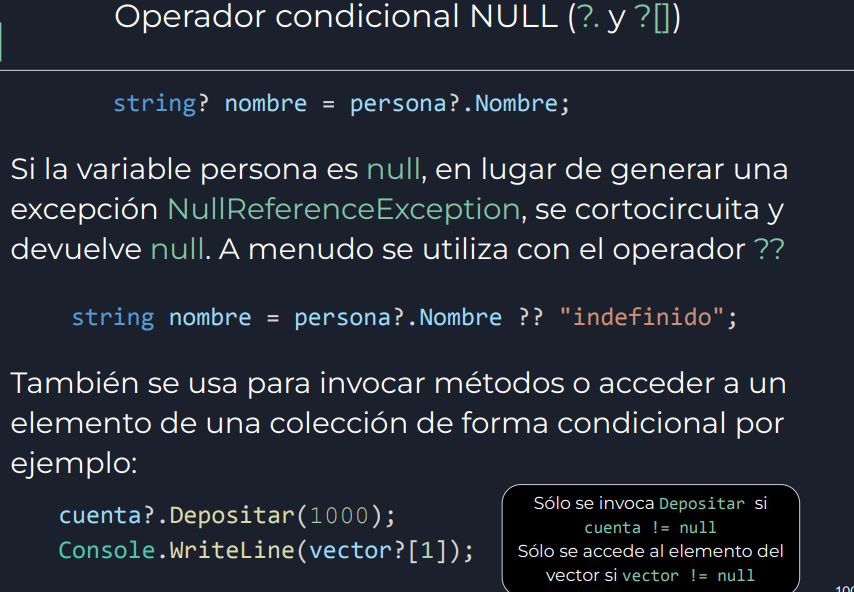 Operador condicional NULL (?. y ?[])
string? nombre = persona?.Nombre;
Si la variable persona es null, en lugar de generar una
excepción NullReferenceException, se cortocircuita y
devuelve null. A menudo se utiliza con el operador ??
string nombre = persona?.Nombre ?? "indefinido";
También se usa para invocar métodos o acceder a un
elemento de una colección de forma condicional por
ejemplo:
cuenta?.Depositar(1000);
Console.WriteLine(vector?[1]);
Sólo se invoca Depositar si
cuenta != null
Sólo se accede al elemento del
vector si vector != null